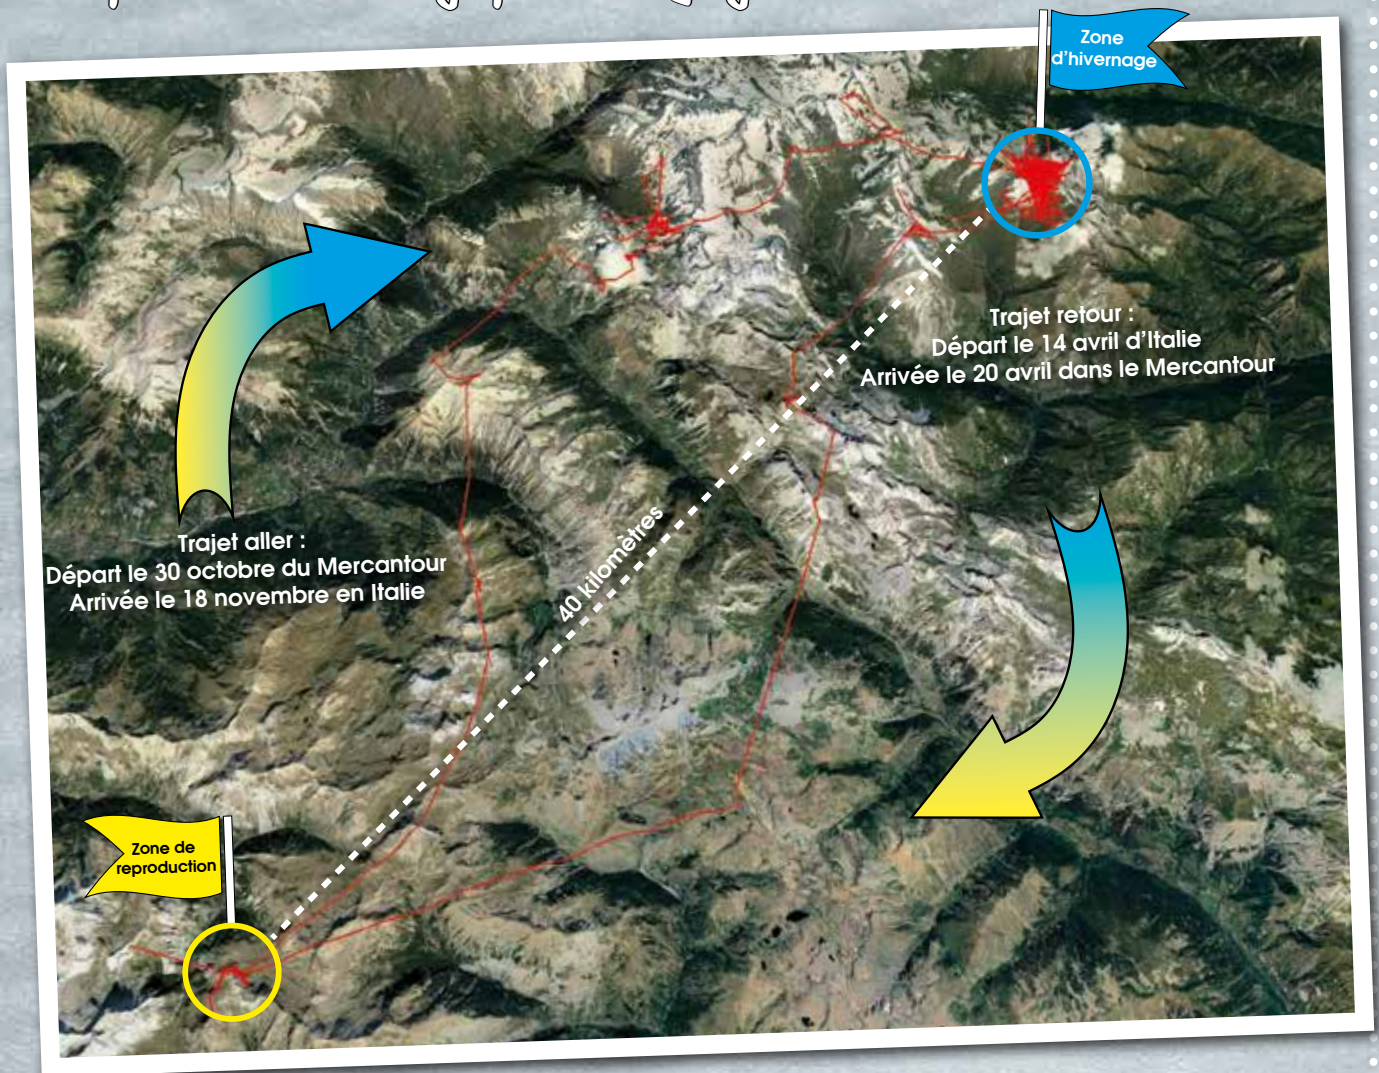 Zone
d'hivernage
Trajet retour :
Départ le 14 avril d'Italie
Arrivée le 20 avril dans le Mercantour
40 kilomètres
Trajet aller :
Départ le 30 octobre du Mercantour
Arrivée le 18 novembre en Italie
Zone de
reproduction